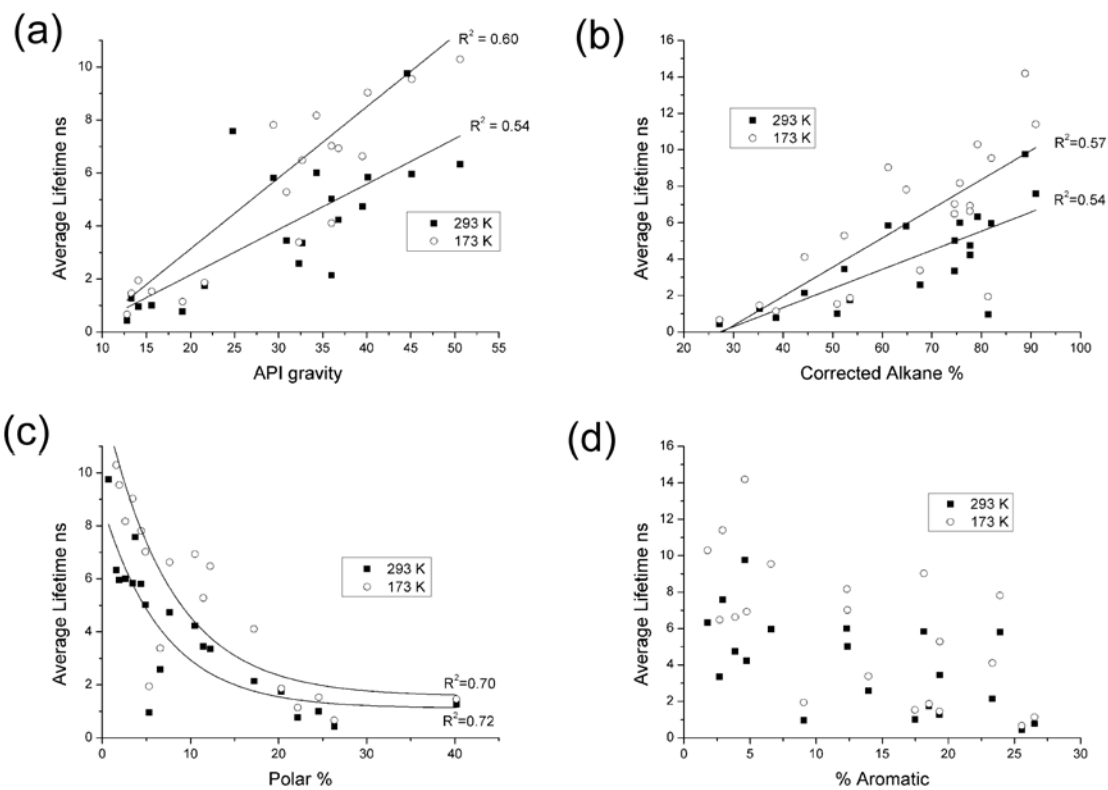 (a)
R² = 0.60
R² = 0.54
Average Lifetime ns
10
8
6
4
2
0
293 K
173 K
10 15 20 25 30 35 40 45 50 55
API gravity
(b)
16
14
12
10
8
6
4
2
0
Average Lifetime ns
293 K
173 K
R²=0.57
R²=0.54
20 30 40 50 60 70 80 90 100
Corrected Alkane %
(c)
10
8
6
4
2
0
Average Lifetime ns
293 K
173 K
R²=0.70
R²=0.72
0 10 20 30 40
Polar %
(d)
16
14
12
10
8
6
4
2
0
Average Lifetime ns
293 K
173 K
0 5 10 15 20 25 30
% Aromatic